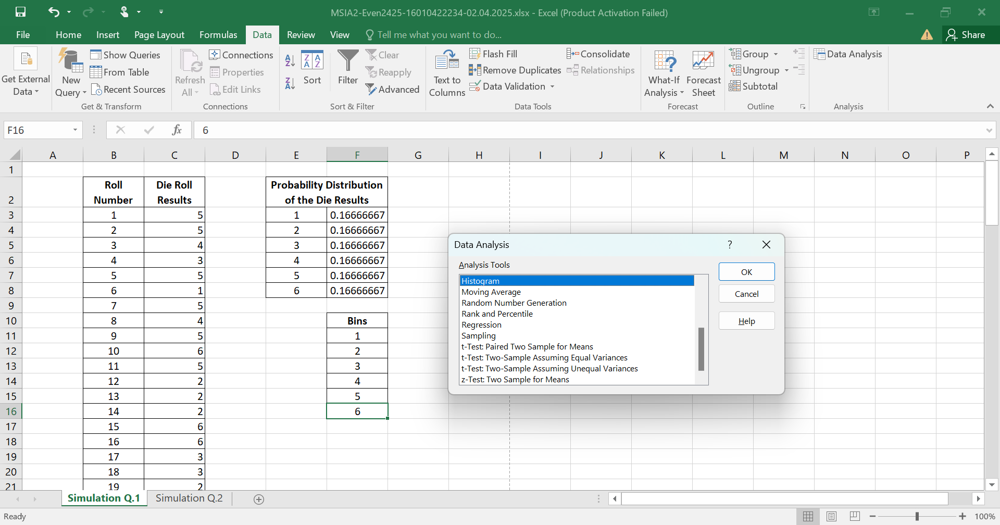 MSIA2-Even2425-16010422234-02.04.2025.xlsx - Excel (Product Activation Failed)
File Home Insert Page Layout Formulas Data Review View Tell me what you want to do... Share
Get External Data
New Query
Show Queries
From Table
Recent Sources
Get & Transform
Refresh All
Connections
Properties
Edit Links
Connections
Sort
Filter
Clear
Reapply
Advanced
Sort & Filter
Text to Columns
Flash Fill
Remove Duplicates
Data Validation
Consolidate
Relationships
Data Tools
What-If Analysis
Forecast Sheet
Forecast
Group
Ungroup
Subtotal
Outline
Data Analysis
Analysis
F16 fx 6
A B C D E F G H I J K L M N O P
1
Roll Die Roll Probability Distribution
2 Number Results of the Die Results
3 1 5 1 0.16666667
4 2 5 2 0.16666667
5 3 4 3 0.16666667
6 4 3 4 0.16666667
7 5 5 5 0.16666667
8 6 1 6 0.16666667
9 7 5
10 8 4 Bins
11 9 5 1
12 10 6 2
13 11 5 3
14 12 2 4
15 13 2 5
16 14 2 6
17 15 6
18 16 6
19 17 3
20 18 3
21 19 2
Data Analysis ?
Analysis Tools
Histogram
Moving Average
Random Number Generation
Rank and Percentile
Regression
Sampling
t-Test: Paired Two Sample for Means
t-Test: Two-Sample Assuming Equal Variances
t-Test: Two-Sample Assuming Unequal Variances
z-Test: Two Sample for Means
OK
Cancel
Help
Simulation Q.1 Simulation Q.2
Ready 100%